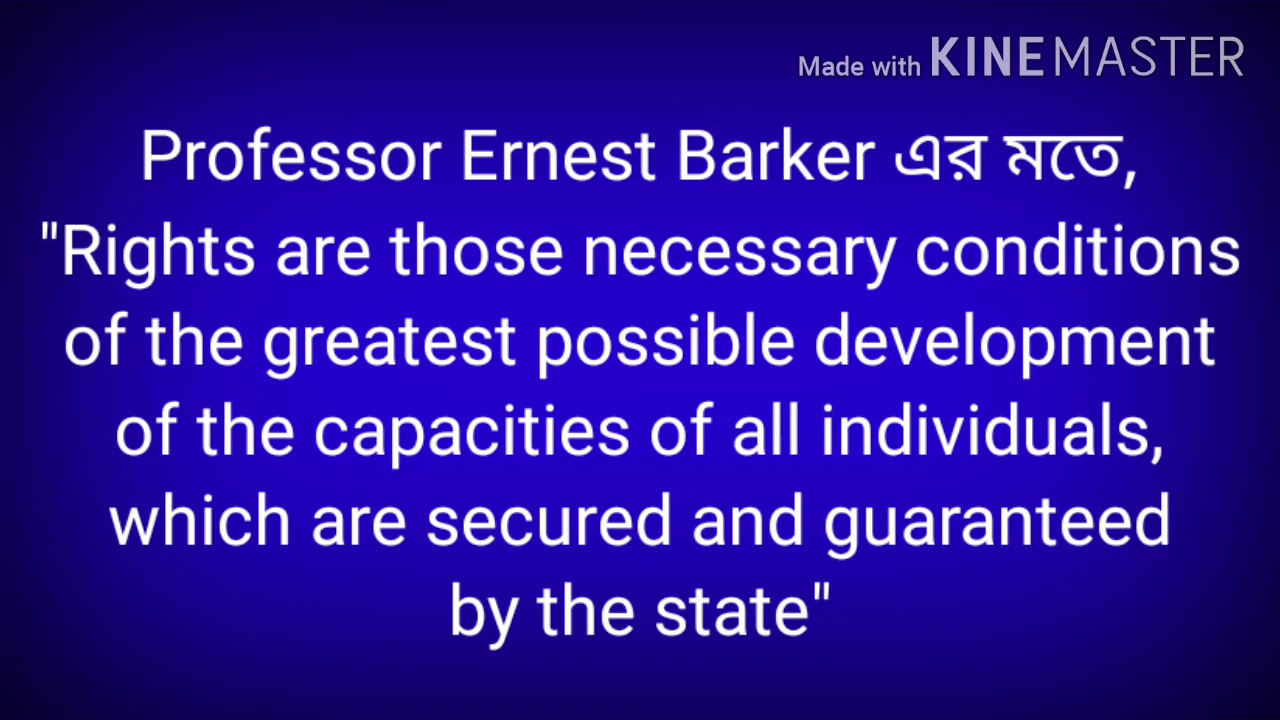 Made with KINEMASTER
Professor Ernest Barker এর মতে,
"Rights are those necessary conditions
of the greatest possible development
of the capacities of all individuals,
which are secured and guaranteed
by the state"